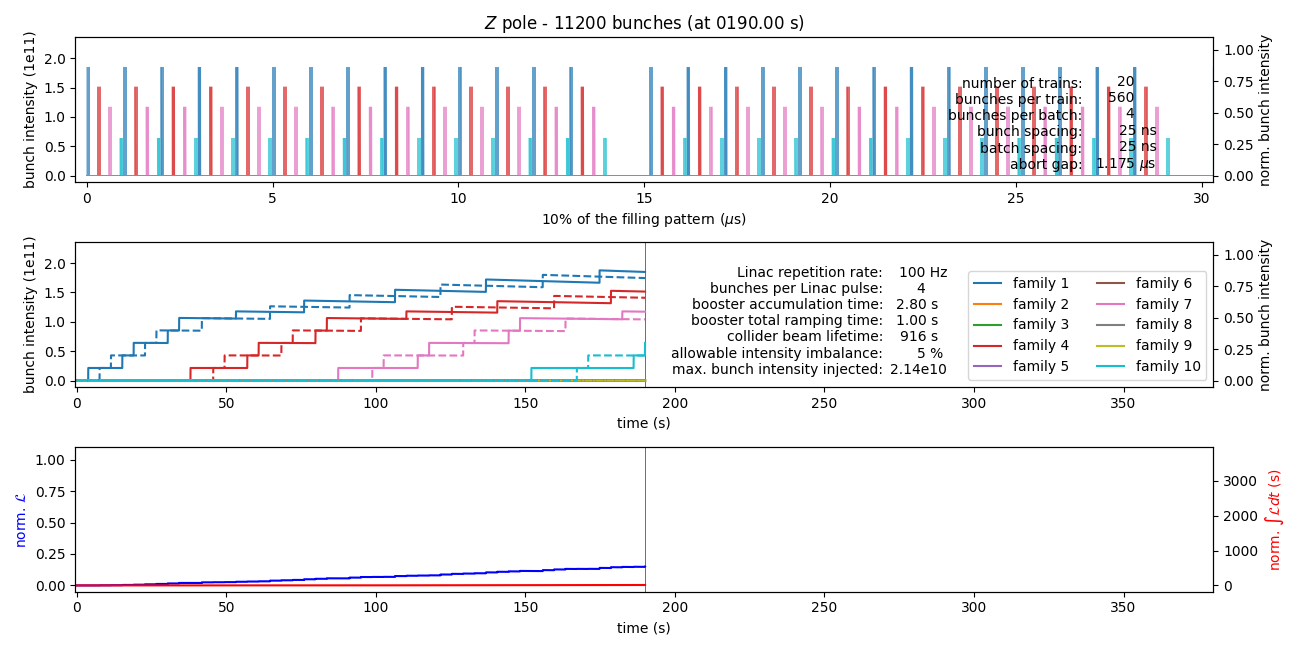 Z pole - 11200 bunches (at 0190.00 s)
bunch intensity (1e11)
2.0
1.5
1.0
0.5
0.0
norm. bunch intensity
1.00
0.75
0.50
0.25
0.00
number of trains: 20
bunches per train: 560
bunches per batch: 4
bunch spacing: 25 ns
batch spacing: 25 ns
abort gap: 1.175 μs
0 5 10 15 20 25 30
10% of the filling pattern (μs)
bunch intensity (1e11)
2.0
1.5
1.0
0.5
0.0
norm. bunch intensity
1.00
0.75
0.50
0.25
0.00
Linac repetition rate: 100 Hz
bunches per Linac pulse: 4
booster accumulation time: 2.80 s
booster total ramping time: 1.00 s
collider beam lifetime: 916 s
allowable intensity imbalance: 5 %
max. bunch intensity injected: 2.14e10
family 1 family 6
family 2 family 7
family 3 family 8
family 4 family 9
family 5 family 10
0 50 100 150 200 250 300 350
time (s)
norm. ℒ
1.00
0.75
0.50
0.25
0.00
norm. ∫ℒdt (s)
3000
2000
1000
0
0 50 100 150 200 250 300 350
time (s)